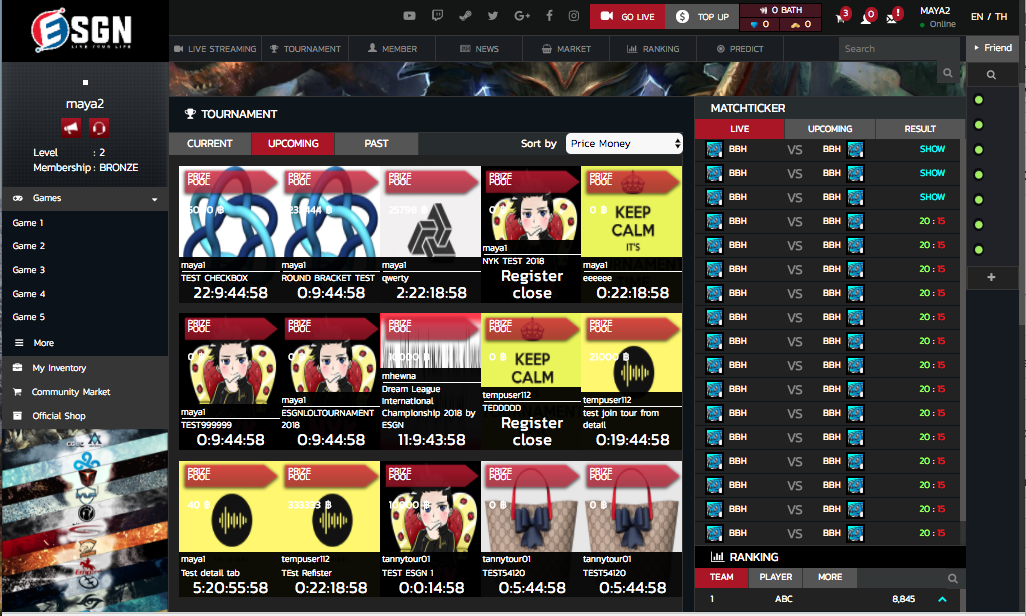 ESGN
LIVE YOUR LIFE
GO LIVE
TOP UP
0 BATH
0
0
3
0
!
MAYA2
Online
EN / TH
LIVE STREAMING
TOURNAMENT
MEMBER
NEWS
MARKET
RANKING
PREDICT
Search
Friend
maya2
Level : 2
Membership : BRONZE
Games
Game 1
Game 2
Game 3
Game 4
Game 5
More
My Inventory
Community Market
Official Shop
TOURNAMENT
CURRENT
UPCOMING
PAST
Sort by
Price Money
PRIZE
POOL
maya1
TEST CHECKBOX
22:9:44:58
PRIZE
POOL
maya1
ROUND BRACKET TEST
0:9:44:58
PRIZE
POOL
25798 ฿
maya1
qwerty
2:22:18:58
PRIZE
POOL
0 ฿
maya1
NYK TEST 2018
Register
close
PRIZE
POOL
0 ฿
KEEP
CALM
IT'S
maya1
eeeeee
0:22:18:58
PRIZE
POOL
0 ฿
maya1
TEST999999
0:9:44:58
PRIZE
POOL
0 ฿
maya1
ESGNLOLTOURNAMENT
2018
0:9:44:58
PRIZE
POOL
10000 ฿
mhewna
Dream League
International
Championship 2018 by
ESGN
11:9:43:58
PRIZE
POOL
0 ฿
KEEP
CALM
tempuser112
TEDDDDD
Register
close
PRIZE
POOL
21000 ฿
tempuser112
test join tour from
detail
0:19:44:58
PRIZE
POOL
40 ฿
maya1
Test detail tab
5:20:55:58
PRIZE
POOL
333333 ฿
tempuser112
TEst Refister
0:22:18:58
PRIZE
POOL
10900 ฿
tannytour01
TEST ESGN 1
0:0:14:58
PRIZE
POOL
0 ฿
tannytour01
TEST54120
0:5:44:58
PRIZE
POOL
0 ฿
tannytour01
TEST54120
0:5:44:58
MATCHTICKER
LIVE
UPCOMING
RESULT
BBH VS BBH SHOW
BBH VS BBH SHOW
BBH VS BBH SHOW
BBH VS BBH 20 : 15
BBH VS BBH 20 : 15
BBH VS BBH 20 : 15
BBH VS BBH 20 : 15
BBH VS BBH 20 : 15
BBH VS BBH 20 : 15
BBH VS BBH 20 : 15
BBH VS BBH 20 : 15
BBH VS BBH 20 : 15
BBH VS BBH 20 : 15
BBH VS BBH 20 : 15
BBH VS BBH 20 : 15
BBH VS BBH 20 : 15
BBH VS BBH 20 : 15
RANKING
TEAM
PLAYER
MORE
1 ABC 8,845